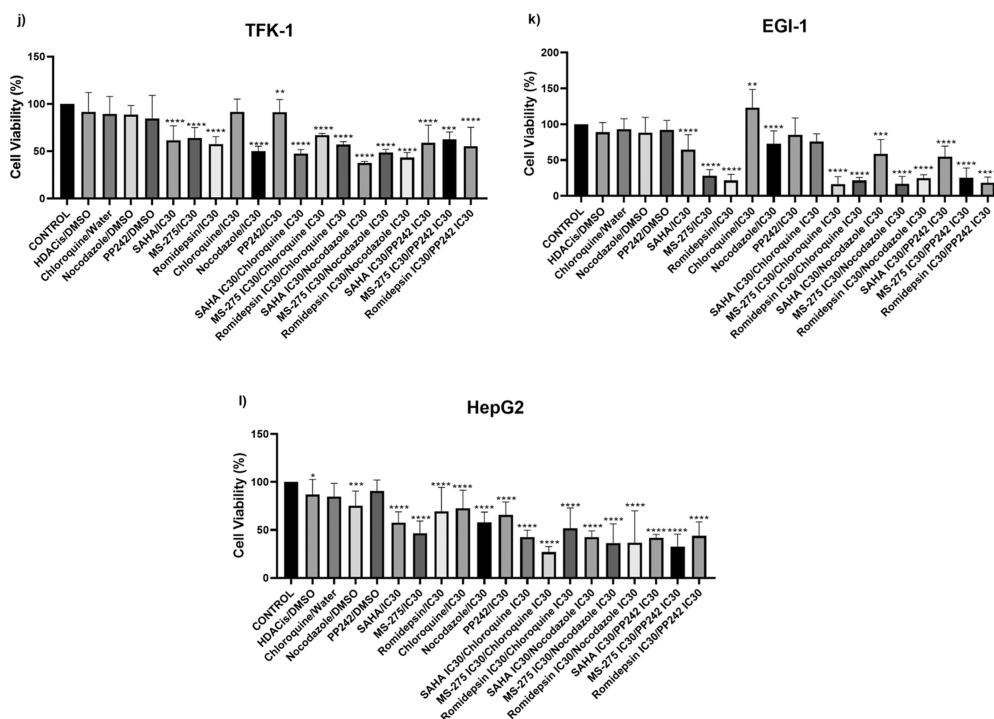 j)
TFK-1
Cell Viability (%)
150
100
50
0
**** **** **** **** ** **** **** **** **** **** **** **** *** ****
CONTROL
HDACis/DMSO
Chloroquine/Water
Nocodazole/DMSO
PP242/DMSO
SAHA/IC30
MS-275/IC30
Romidepsin/IC30
Chloroquine/IC30
Nocodazole/IC30
PP242/IC30
SAHA IC30/Chloroquine IC30
MS-275 IC30/Chloroquine IC30
Romidepsin IC30/Chloroquine IC30
SAHA IC30/Nocodazole IC30
MS-275 IC30/Nocodazole IC30
Romidepsin IC30/Nocodazole IC30
SAHA IC30/PP242 IC30
MS-275 IC30/PP242 IC30
Romidepsin IC30/PP242 IC30
k)
EGI-1
Cell Viability (%)
200
150
100
50
0
**** **** **** ** **** **** **** *** **** **** **** **** ****
CONTROL
HDACis/DMSO
Chloroquine/Water
Nocodazole/DMSO
PP242/DMSO
SAHA/IC30
MS-275/IC30
Romidepsin/IC30
Chloroquine/IC30
Nocodazole/IC30
PP242/IC30
SAHA IC30/Chloroquine IC30
MS-275 IC30/Chloroquine IC30
Romidepsin IC30/Chloroquine IC30
SAHA IC30/Nocodazole IC30
MS-275 IC30/Nocodazole IC30
Romidepsin IC30/Nocodazole IC30
SAHA IC30/PP242 IC30
MS-275 IC30/PP242 IC30
Romidepsin IC30/PP242 IC30
l)
HepG2
Cell Viability (%)
150
100
50
0
* *** **** **** **** **** **** **** **** **** **** **** **** **** **** **** ****
CONTROL
HDACis/DMSO
Chloroquine/Water
Nocodazole/DMSO
PP242/DMSO
SAHA/IC30
MS-275/IC30
Romidepsin/IC30
Chloroquine/IC30
Nocodazole/IC30
PP242/IC30
SAHA IC30/Chloroquine IC30
MS-275 IC30/Chloroquine IC30
Romidepsin IC30/Chloroquine IC30
SAHA IC30/Nocodazole IC30
MS-275 IC30/Nocodazole IC30
Romidepsin IC30/Nocodazole IC30
SAHA IC30/PP242 IC30
MS-275 IC30/PP242 IC30
Romidepsin IC30/PP242 IC30